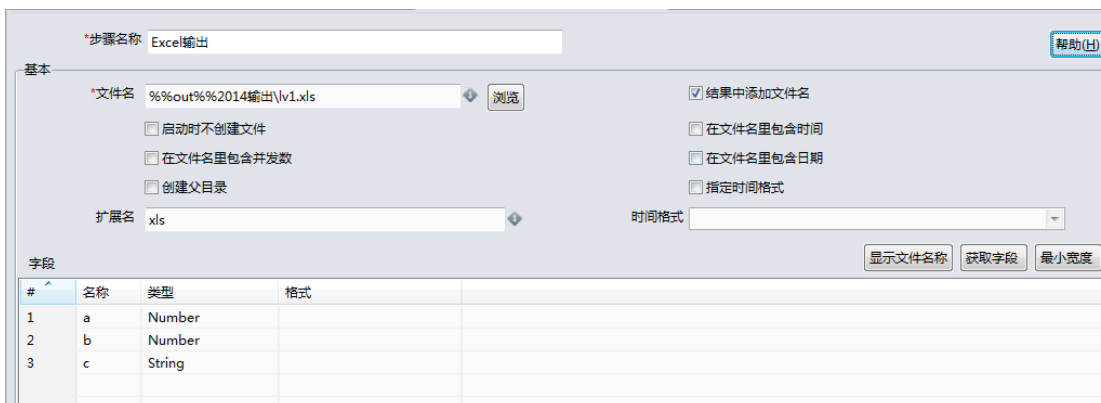 *步骤名称 Excel输出 帮助(H)
基本
*文件名 %%out%%2014输出\lv1.xls 浏览 结果中添加文件名
启动时不创建文件 在文件名里包含时间
在文件名里包含并发数 在文件名里包含日期
创建父目录 指定时间格式
扩展名 xls 时间格式
显示文件名称 获取字段 最小宽度
字段
# 名称 类型 格式
1 a Number
2 b Number
3 c String